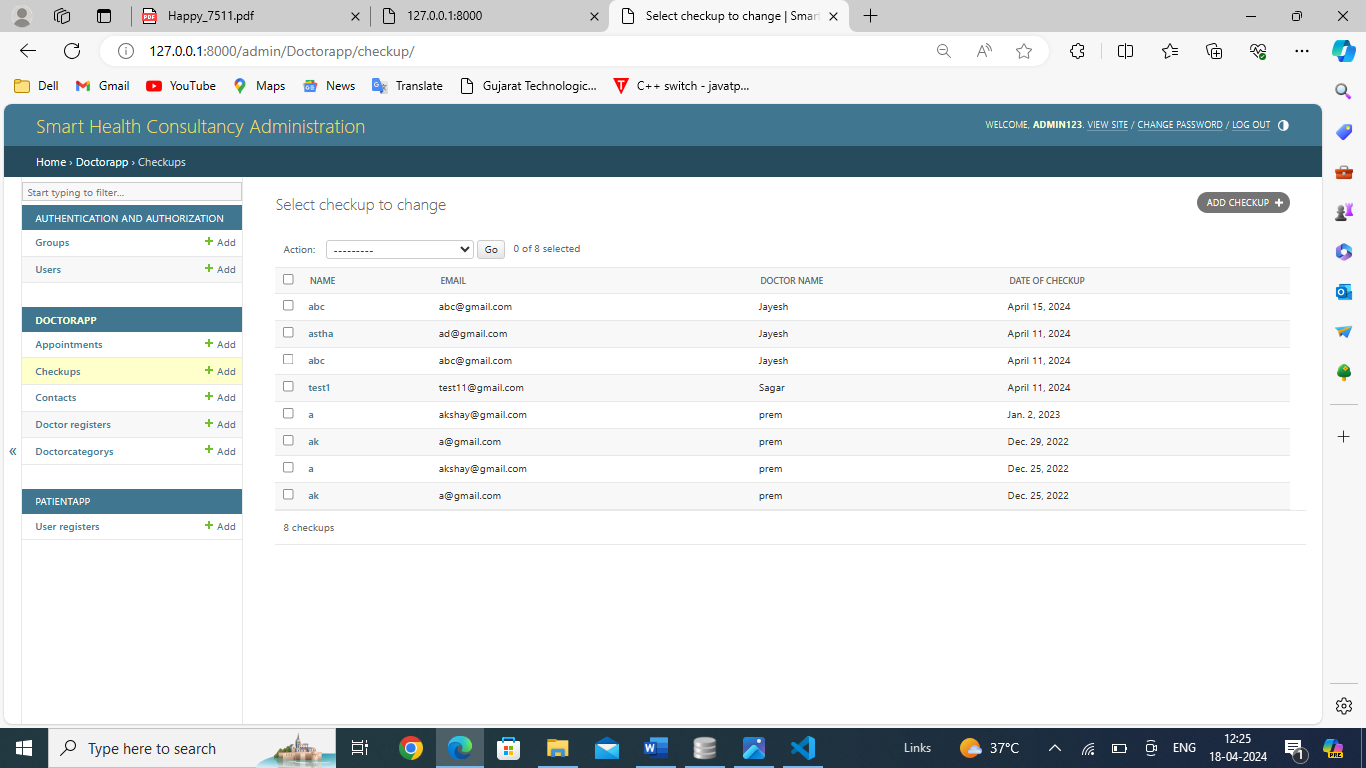 Happy_7511.pdf
127.0.0.1:8000
Select checkup to change | Smar
127.0.0.1:8000/admin/Doctorapp/checkup/
Dell
Gmail
YouTube
Maps
News
Translate
Gujarat Technologic...
C++ switch - javatp...
Smart Health Consultancy Administration
WELCOME, ADMIN123. VIEW SITE / CHANGE PASSWORD / LOG OUT
Home › Doctorapp › Checkups
Start typing to filter...
AUTHENTICATION AND AUTHORIZATION
Groups + Add
Users + Add
DOCTORAPP
Appointments + Add
Checkups + Add
Contacts + Add
Doctor registers + Add
Doctorcategorys + Add
PATIENTAPP
User registers + Add
«
Select checkup to change
ADD CHECKUP +
Action: --------- Go 0 of 8 selected
NAME EMAIL DOCTOR NAME DATE OF CHECKUP
abc abc@gmail.com Jayesh April 15, 2024
astha ad@gmail.com Jayesh April 11, 2024
abc abc@gmail.com Jayesh April 11, 2024
test1 test11@gmail.com Sagar April 11, 2024
a akshay@gmail.com prem Jan. 2, 2023
ak a@gmail.com prem Dec. 29, 2022
a akshay@gmail.com prem Dec. 25, 2022
ak a@gmail.com prem Dec. 25, 2022
8 checkups
Type here to search
Links
37°C
ENG
12:25
18-04-2024
1
PRE